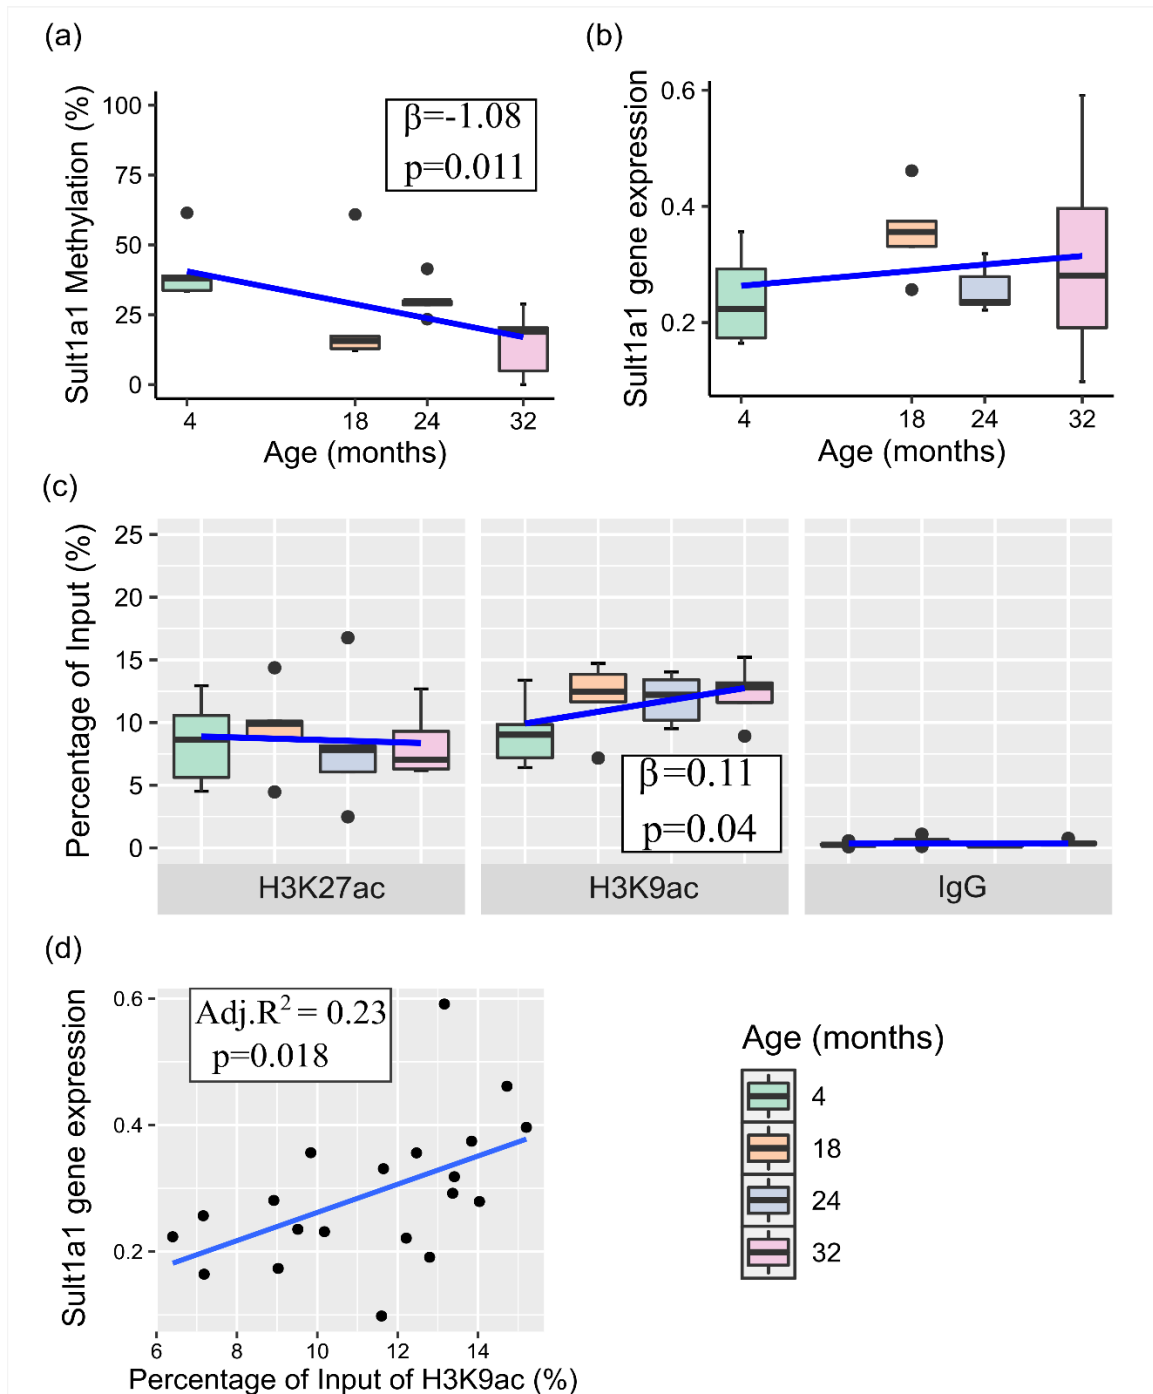 (a)
(b)
Sult1a1 Methylation (%)
100
75
50
25
0
β=-1.08
p=0.011
4
18
24
32
Age (months)
Sult1a1 gene expression
0.6
0.4
0.2
4
18
24
32
Age (months)
(c)
Percentage of Input (%)
25
20
15
10
5
0
β=0.11
p=0.04
H3K27ac
H3K9ac
IgG
(d)
Sult1a1 gene expression
0.6
0.4
0.2
Adj.R² = 0.23
p=0.018
6
8
10
12
14
Percentage of Input of H3K9ac (%)
Age (months)
4
18
24
32